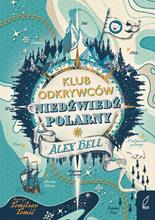 KLUB
ODKRYWCÓW
NIEDŹWIEDŹ
POLARNY
ALEX BELL
Tomislav
Tomić